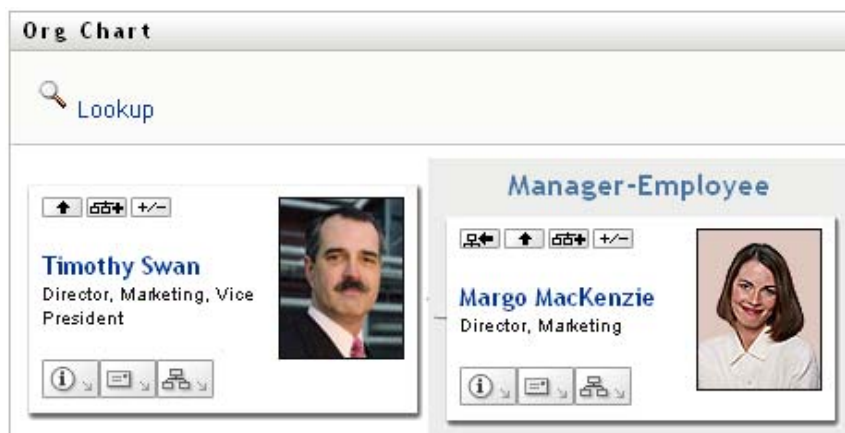 Org Chart
Lookup
Manager-Employee
+/-
Timothy Swan
Director, Marketing, Vice
President
+/-
Margo MacKenzie
Director, Marketing